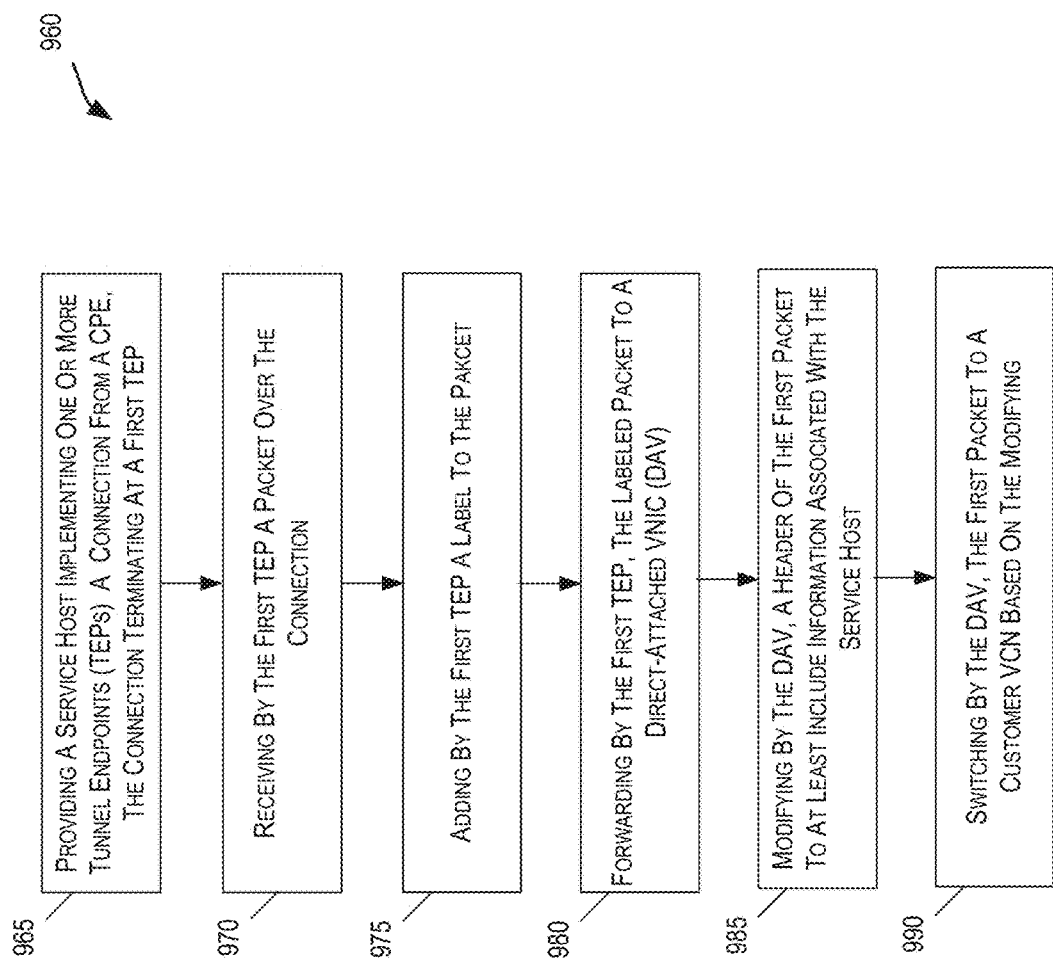 960
965
PROVIDING A SERVICE HOST IMPLEMENTING ONE OR MORE
TUNNEL ENDPOINTS (TEPS) A CONNECTION FROM A CPE,
THE CONNECTION TERMINATING AT A FIRST TEP
970
RECEIVING BY THE FIRST TEP A PACKET OVER THE
CONNECTION
975
ADDING BY THE FIRST TEP A LABEL TO THE PAKCET
980
FORWARDING BY THE FIRST TEP, THE LABELED PACKET TO A
DIRECT-ATTACHED VNIC (DAV)
985
MODIFYING BY THE DAV, A HEADER OF THE FIRST PACKET
TO AT LEAST INCLUDE INFORMATION ASSOCIATED WITH THE
SERVICE HOST
990
SWITCHING BY THE DAV, THE FIRST PACKET TO A
CUSTOMER VCN BASED ON THE MODIFYING